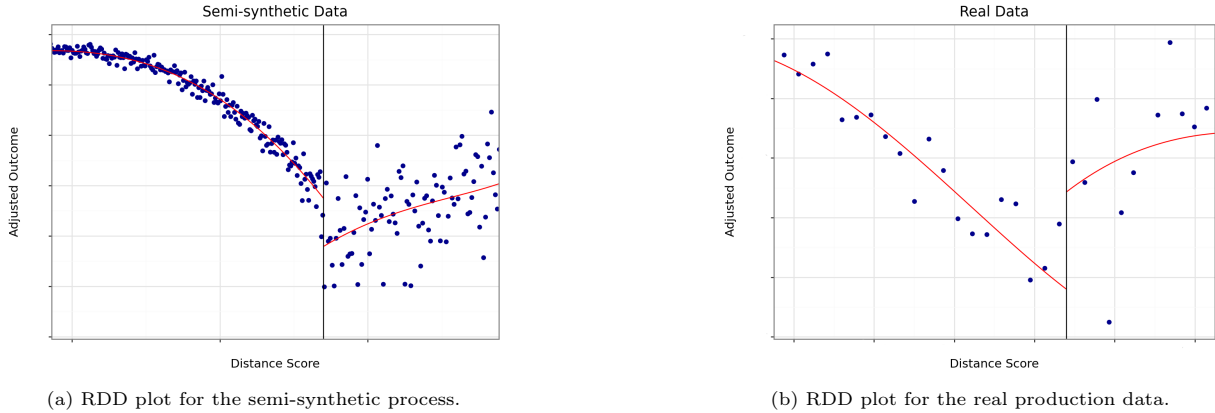 Semi-synthetic Data
Adjusted Outcome
Distance Score
(a) RDD plot for the semi-synthetic process.
Real Data
Adjusted Outcome
Distance Score
(b) RDD plot for the real production data.